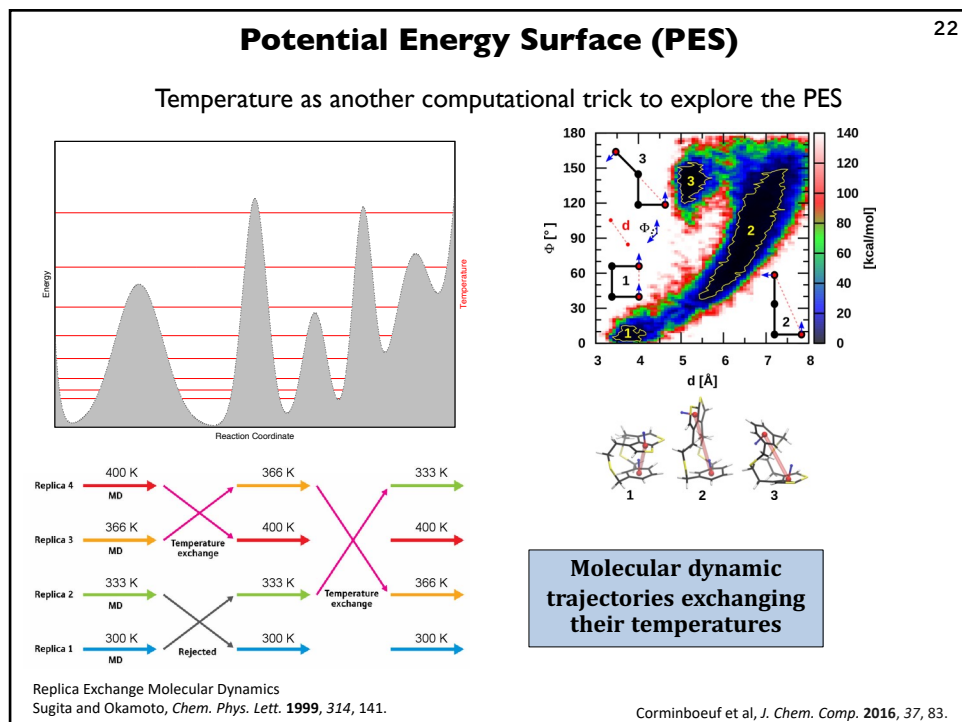 Potential Energy Surface (PES)
22
Temperature as another computational trick to explore the PES
Energy
Temperature
Reaction Coordinate
180
150
120
90
60
30
0
Φ [°]
3
4
5
6
7
8
d [Å]
1
2
3
d
Φ
1
2
3
140
120
100
80
60
40
20
0
[kcal/mol]
1 2 3
Replica 4
400 K
MD
366 K
333 K
Replica 3
366 K
MD
Temperature
exchange
400 K
400 K
Replica 2
333 K
MD
333 K
Temperature
exchange
366 K
Replica 1
300 K
MD
Rejected
300 K
300 K
Molecular dynamic
trajectories exchanging
their temperatures
Replica Exchange Molecular Dynamics
Sugita and Okamoto, Chem. Phys. Lett. 1999, 314, 141.
Corminboeuf et al, J. Chem. Comp. 2016, 37, 83.